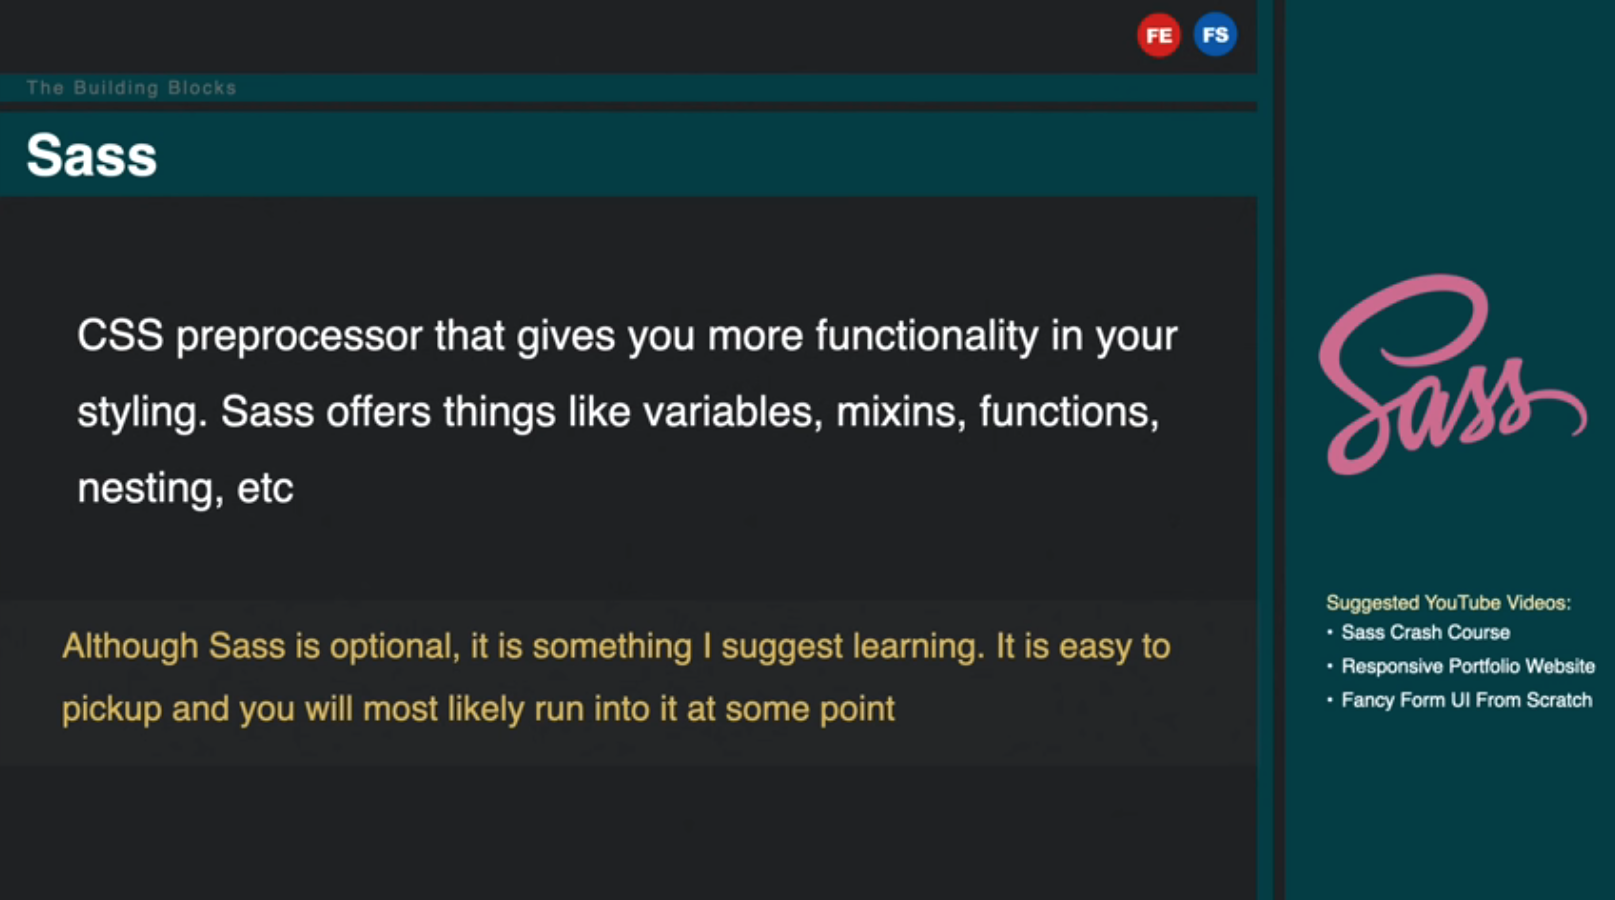 FE FS
The Building Blocks
Sass
CSS preprocessor that gives you more functionality in your
styling. Sass offers things like variables, mixins, functions,
nesting, etc
Although Sass is optional, it is something I suggest learning. It is easy to
pickup and you will most likely run into it at some point
Sass
Suggested YouTube Videos:
• Sass Crash Course
• Responsive Portfolio Website
• Fancy Form UI From Scratch